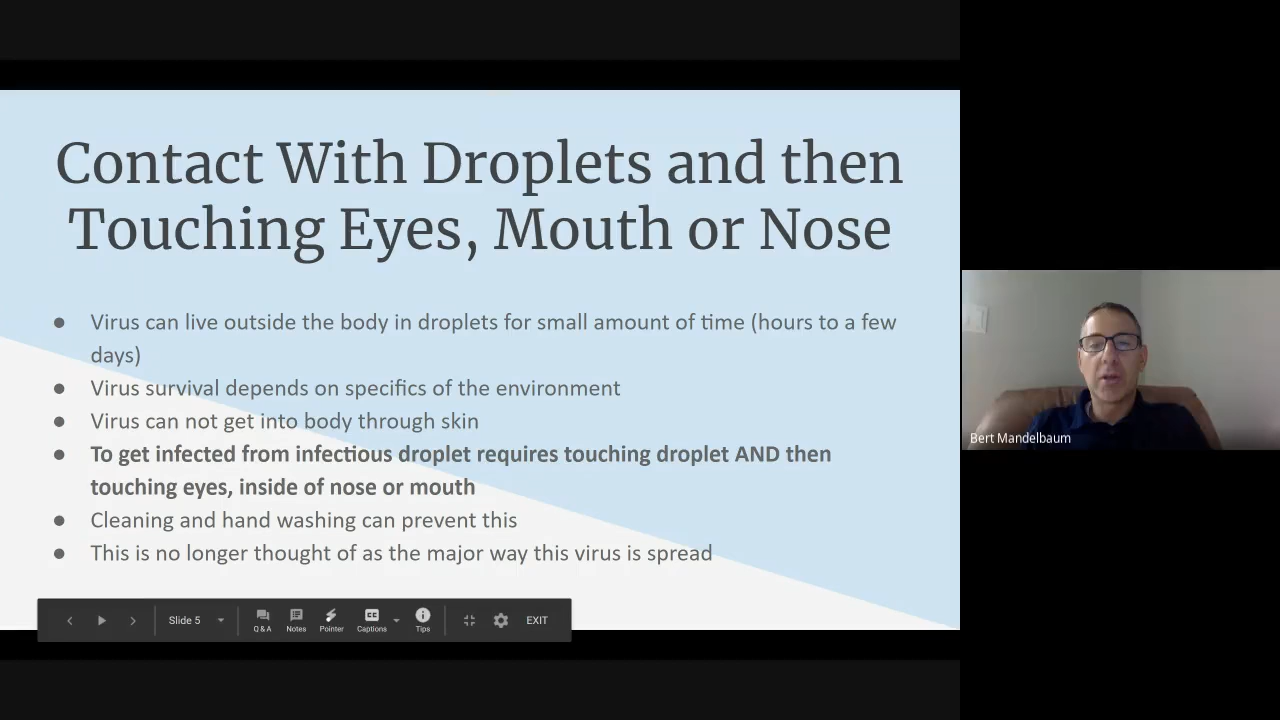 Contact With Droplets and then
Touching Eyes, Mouth or Nose
● Virus can live outside the body in droplets for small amount of time (hours to a few
days)
● Virus survival depends on specifics of the environment
● Virus can not get into body through skin
● To get infected from infectious droplet requires touching droplet AND then
touching eyes, inside of nose or mouth
● Cleaning and hand washing can prevent this
● This is no longer thought of as the major way this virus is spread
Slide 5
Q & A Notes Pointer Captions Tips
EXIT
Bert Mandelbaum